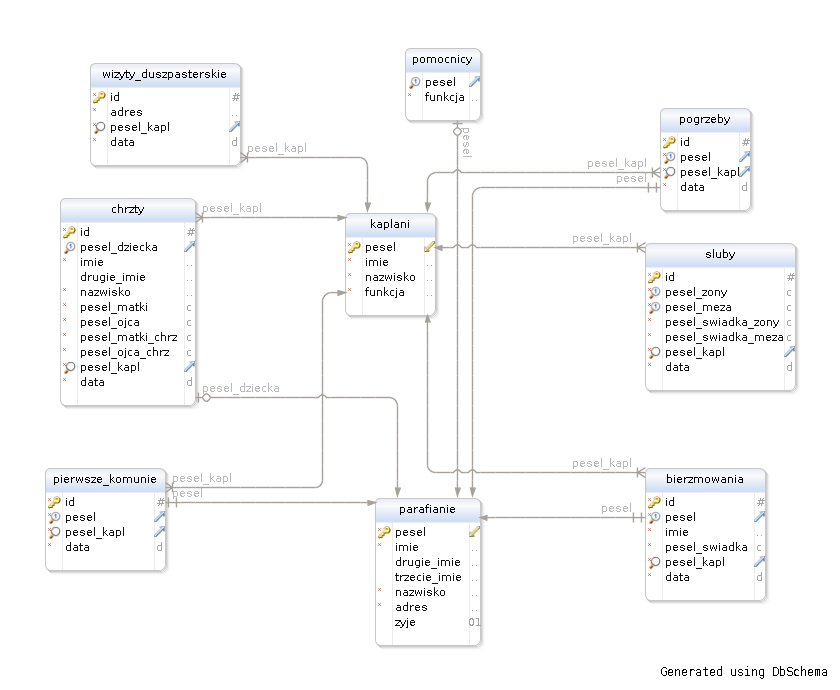 wizyty_duszpasterskie
id #
adres ..
pesel_kapl
data d
pesel_kapl
pomocnicy
pesel
funkcja ..
pesel
pogrzeby
id #
pesel
pesel_kapl
data d
pesel_kapl
pesel
chrzty
id #
pesel_dziecka
imie ..
drugie_imie ..
nazwisko ..
pesel_matki c
pesel_ojca c
pesel_matki_chrz c
pesel_ojca_chrz c
pesel_kapl
data d
pesel_kapl
pesel_dziecka
kaplani
pesel
imie ..
nazwisko ..
funkcja ..
pesel_kapl
sluby
id #
pesel_zony c
pesel_meza c
pesel_swiadka_zony c
pesel_swiadka_meza c
pesel_kapl
data d
pierwsze_komunie
id #
pesel
pesel_kapl
data d
pesel_kapl
pesel
parafianie
pesel
imie ..
drugie_imie ..
trzecie_imie ..
nazwisko ..
adres ..
zyje 01
pesel_kapl
pesel
bierzmowania
id #
pesel
imie ..
pesel_swiadka c
pesel_kapl
data d
Generated using DbSchema